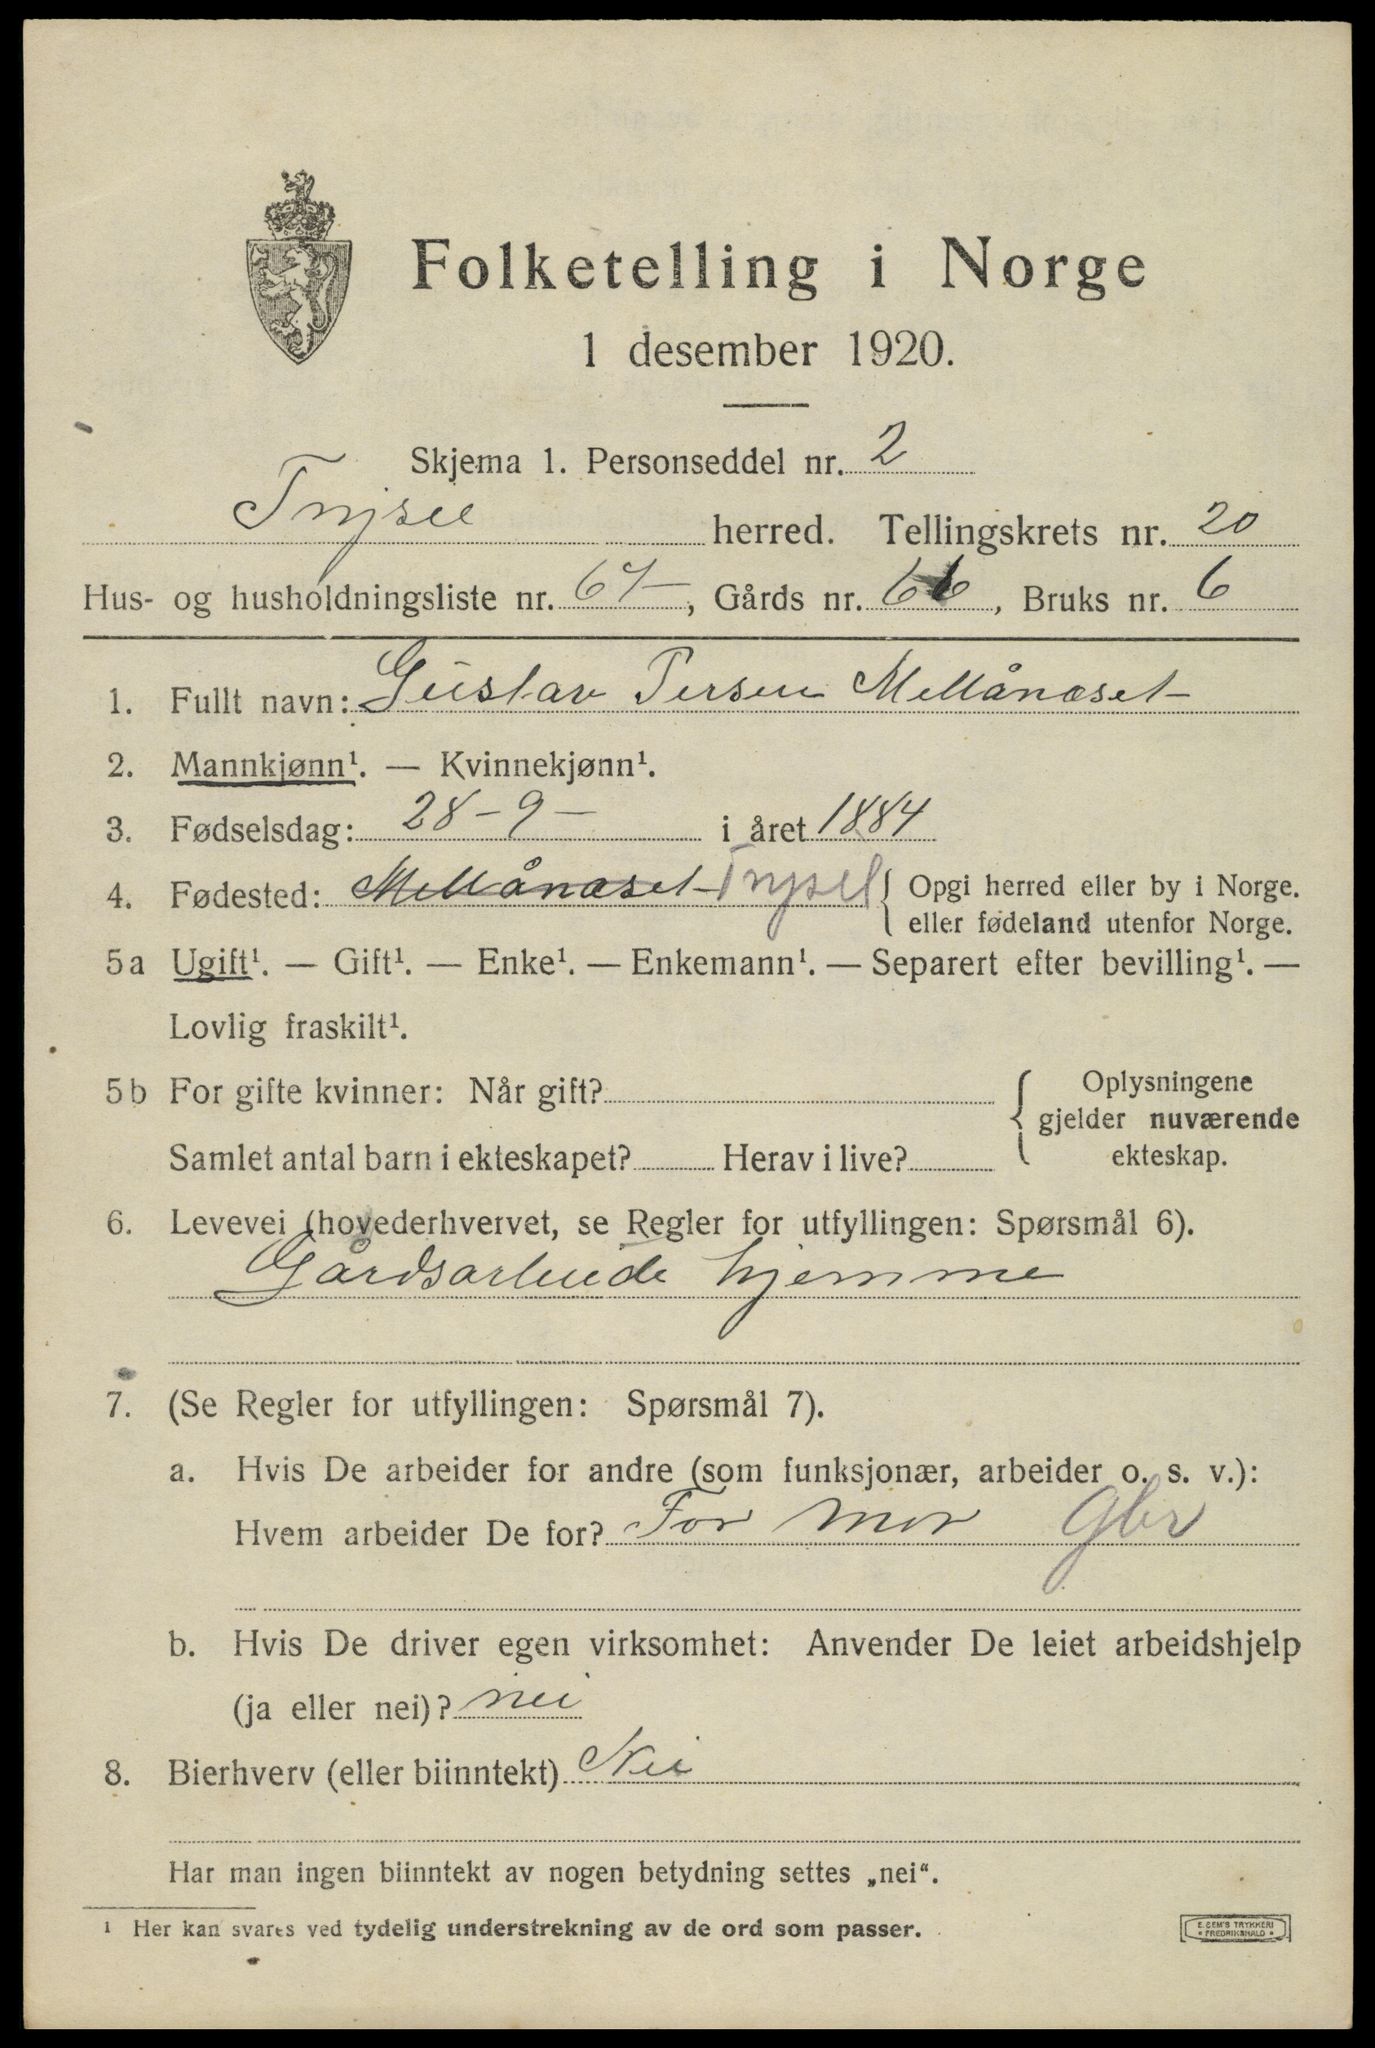 Folketelling i Norge
1 desember 1920.
Skjema 1. Personseddel nr. 2
Trysil herred. Tellingskrets nr. 20
Hus- og husholdningsliste nr. 67, Gårds nr. 66, Bruks nr. 6
1. Fullt navn: Gustav Persen Mellånæset
2. Mannkjønn¹. — Kvinnekjønn¹.
3. Fødselsdag: 28-9- i året 1884
4. Fødested: Mellånæset Trysil { Opgi herred eller by i Norge.
eller fødeland utenfor Norge.
5a Ugift¹. — Gift¹. — Enke¹. — Enkemann¹. — Separert efter bevilling¹. —
Lovlig fraskilt¹.
5b For gifte kvinner: Når gift?
Samlet antal barn i ekteskapet? Herav i live?
{ Oplysningene
gjelder nuværende
ekteskap.
6. Levevei (hovederhvervet, se Regler for utfyllingen: Spørsmål 6).
Gårdsarbeide hjemme
7. (Se Regler for utfyllingen: Spørsmål 7).
a. Hvis De arbeider for andre (som funksjonær, arbeider o. s. v.):
Hvem arbeider De for? For mor Gbr
b. Hvis De driver egen virksomhet: Anvender De leiet arbeidshjelp
(ja eller nei)? nei
8. Bierhverv (eller biinntekt) Nei
Har man ingen biinntekt av nogen betydning settes „nei“.
¹ Her kan svares ved tydelig understrekning av de ord som passer.
E. SEM'S TRYKKERI
* FREDRIKSHALD *